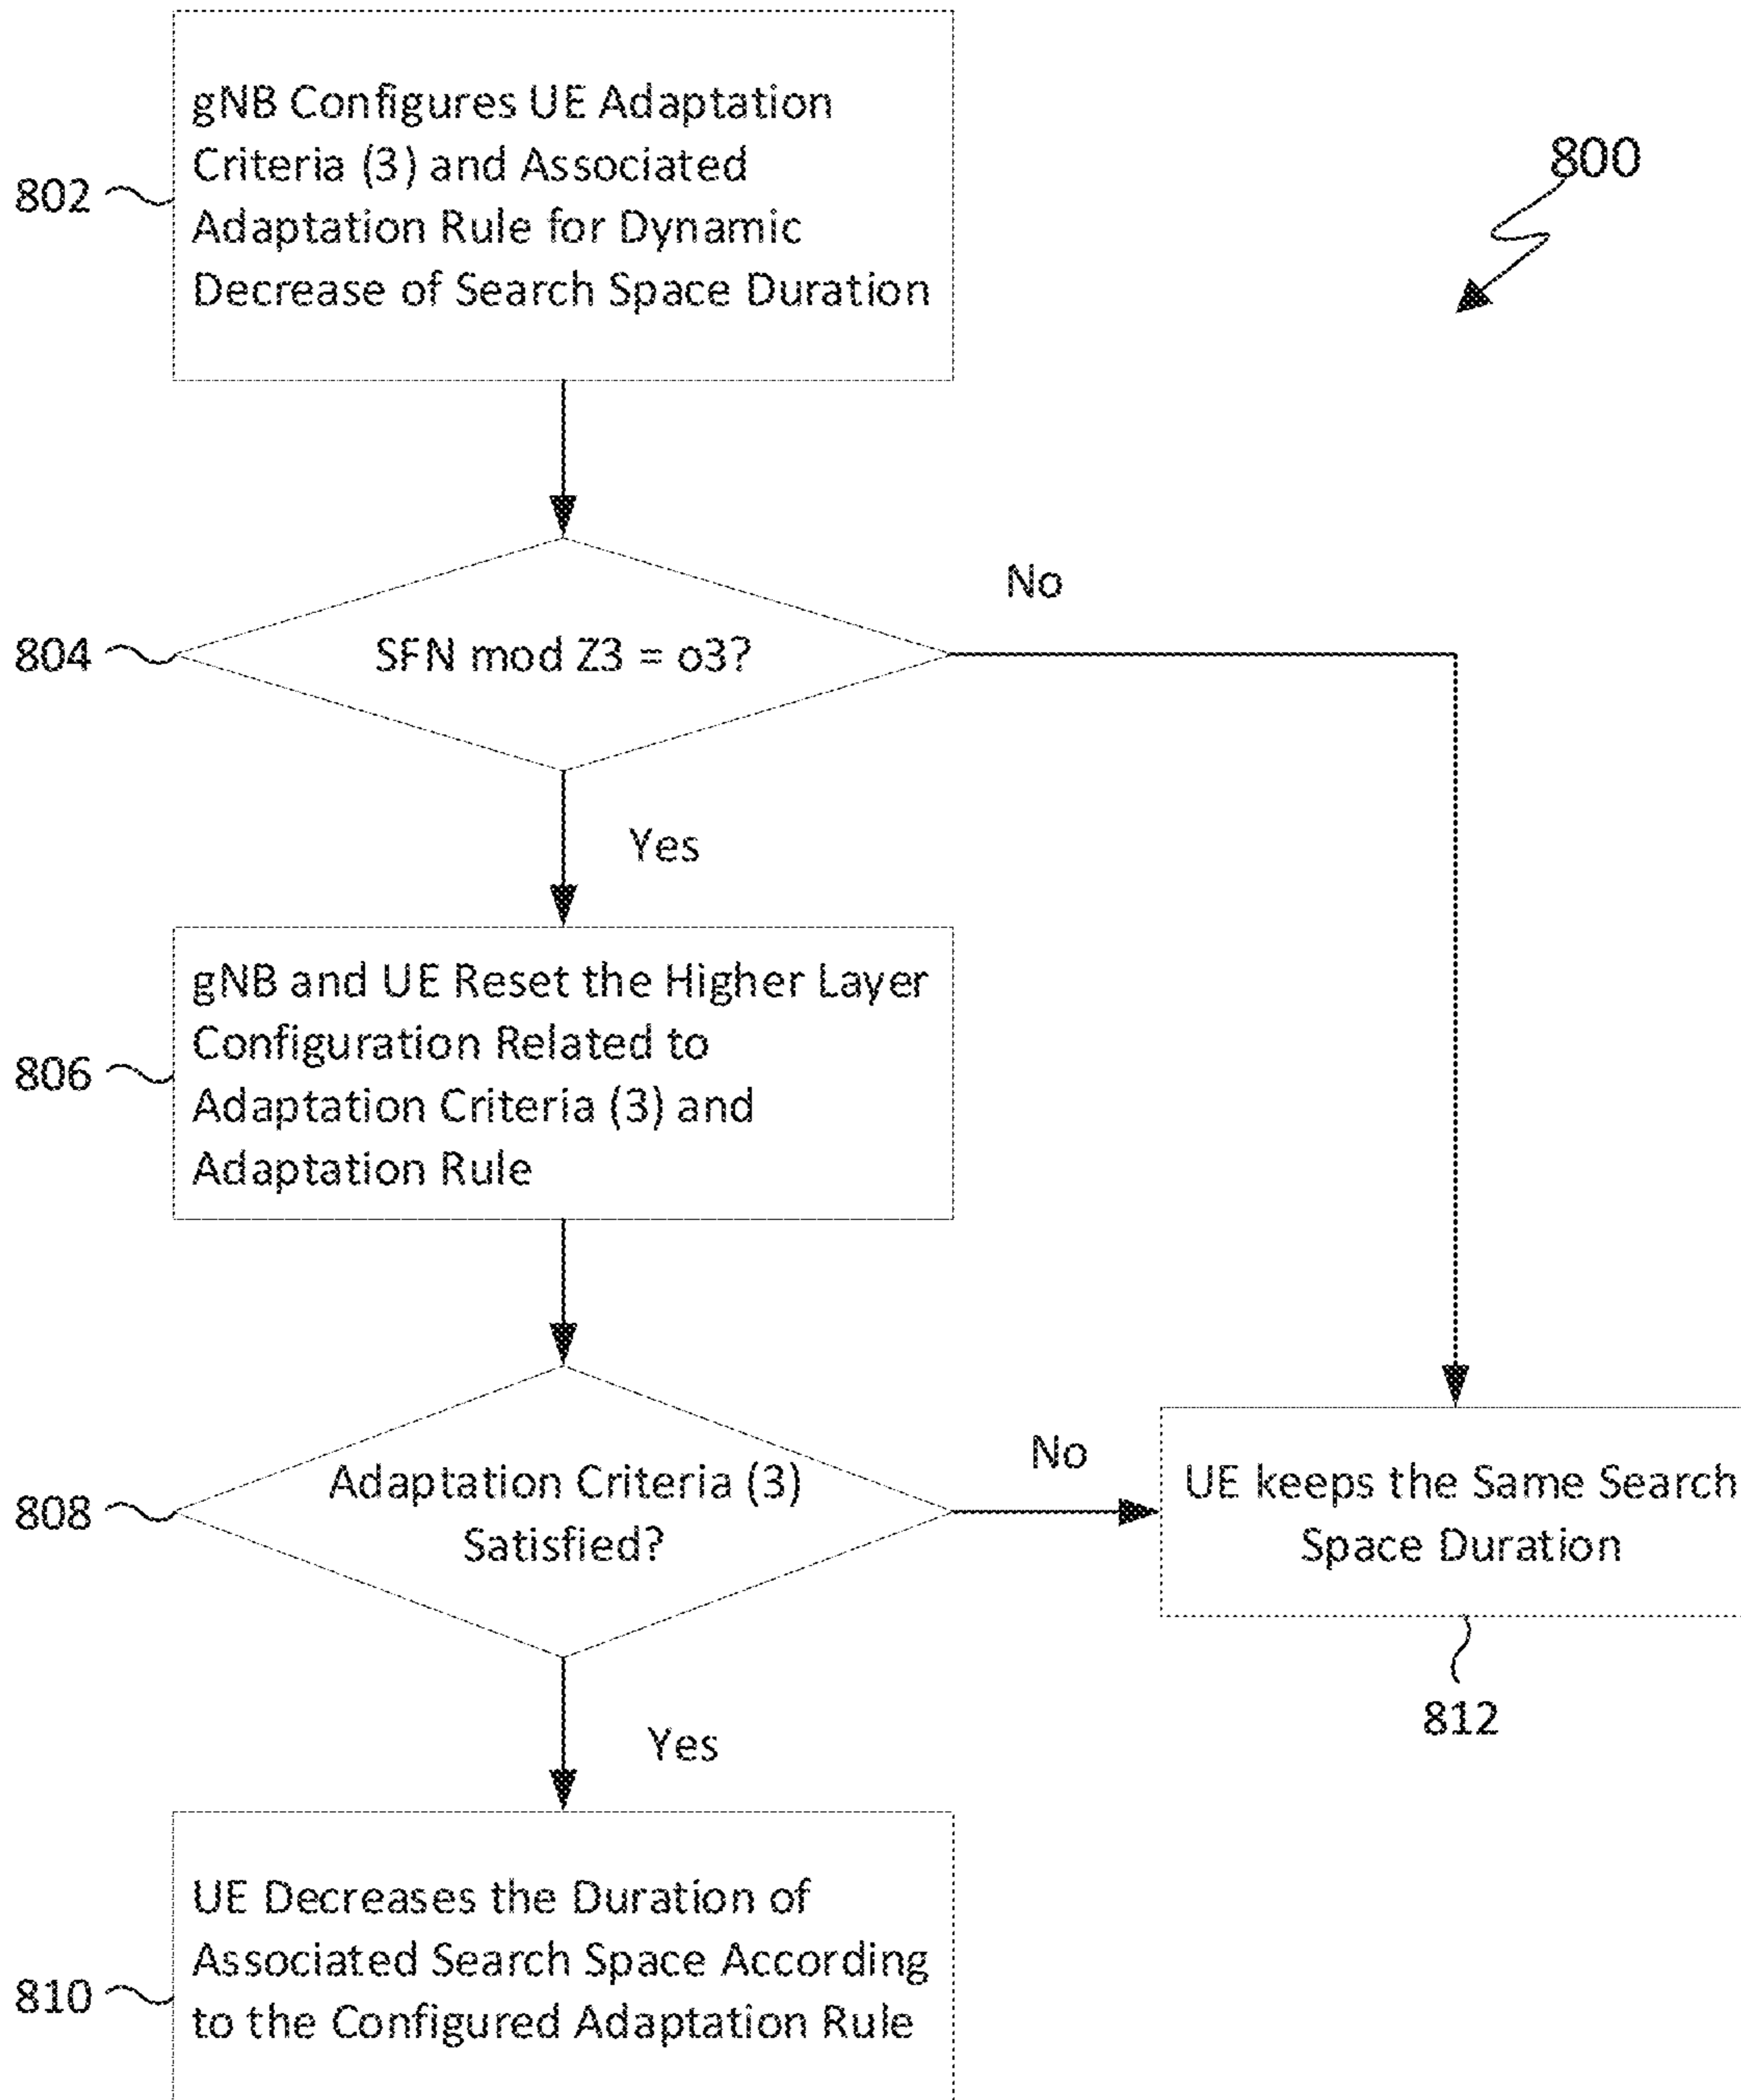 gNB Configures UE Adaptation
Criteria (3) and Associated
Adaptation Rule for Dynamic
Decrease of Search Space Duration
802
800
804
SFN mod Z3 = o3?
No
Yes
gNB and UE Reset the Higher Layer
Configuration Related to
Adaptation Criteria (3) and
Adaptation Rule
806
808
Adaptation Criteria (3)
Satisfied?
No
UE keeps the Same Search
Space Duration
812
Yes
UE Decreases the Duration of
Associated Search Space According
to the Configured Adaptation Rule
810